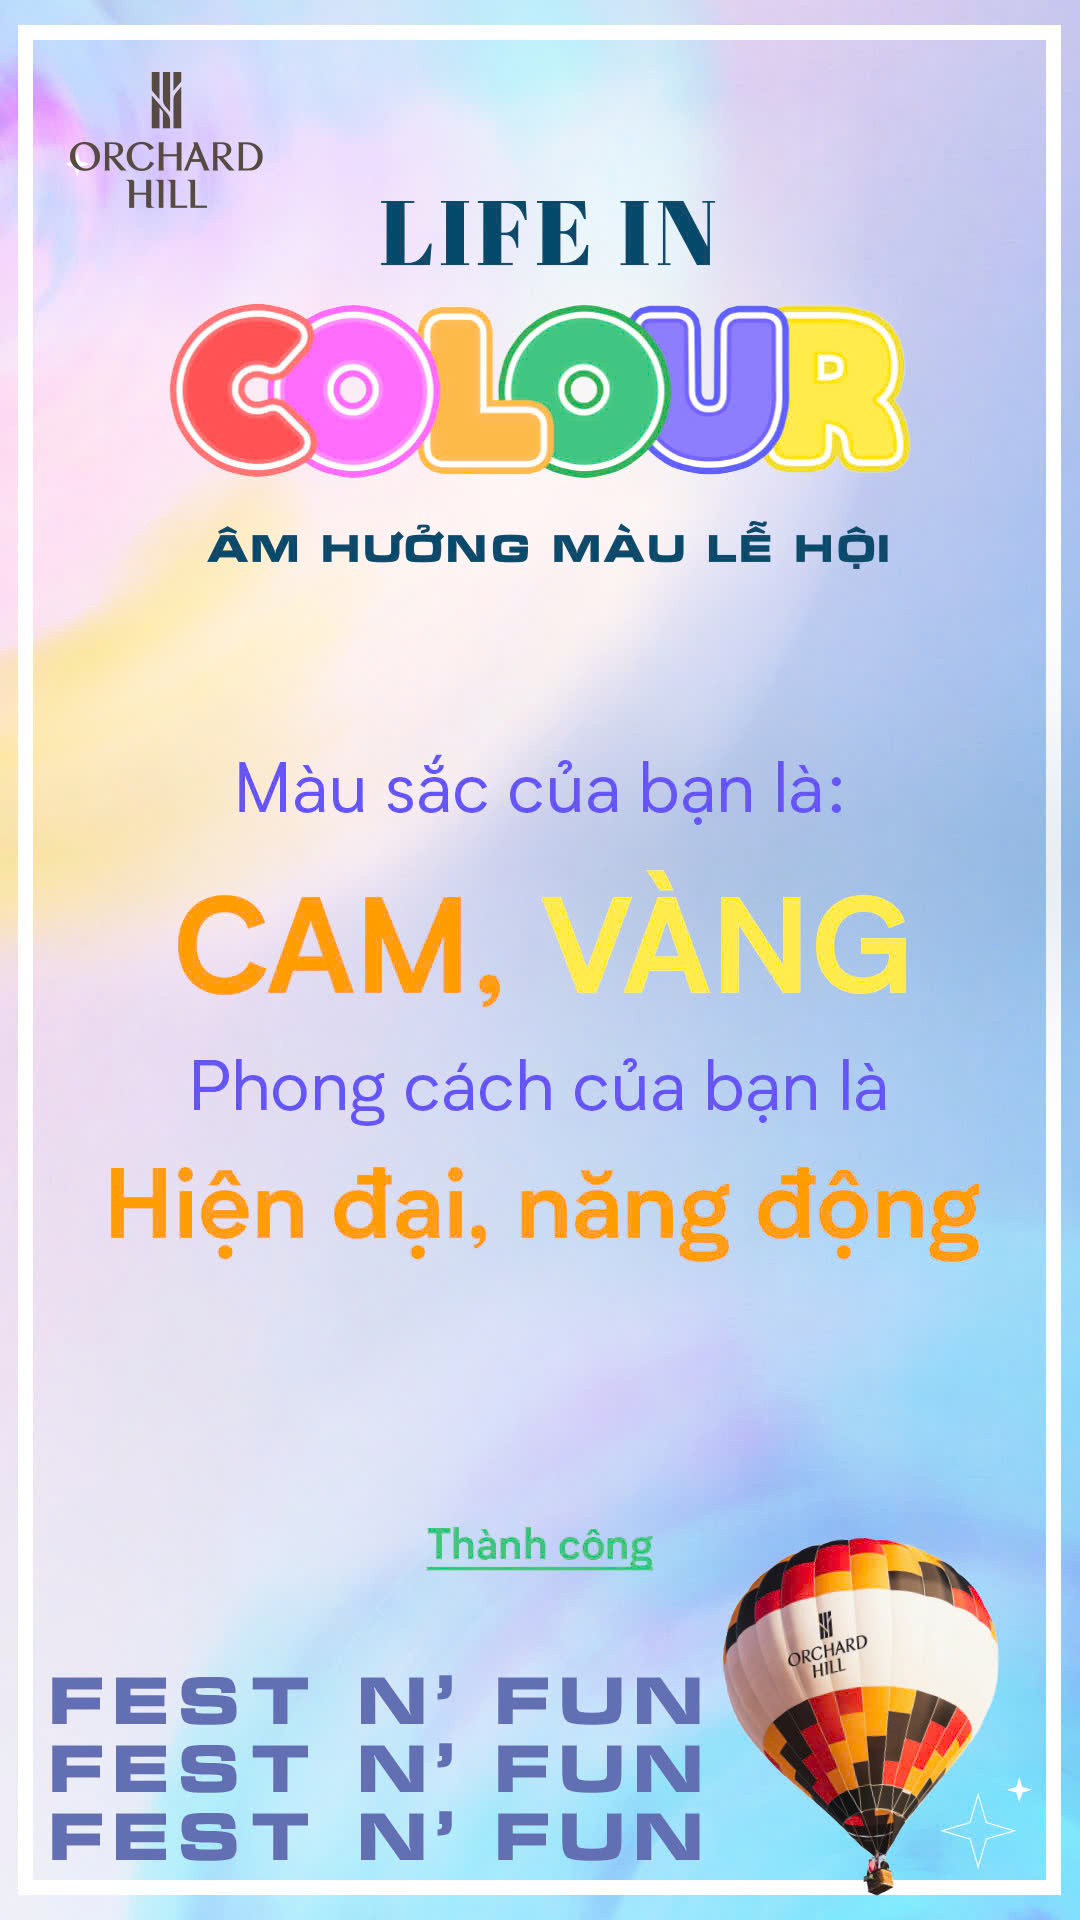 ORCHARD
HILL
LIFE IN
COLOUR
ÂM HƯỞNG MÀU LỄ HỘI
Màu sắc của bạn là:
CAM, VÀNG
Phong cách của bạn là
Hiện đại, năng động
Thành công
ORCHARD
HILL
FEST N’ FUN
FEST N’ FUN
FEST N’ FUN